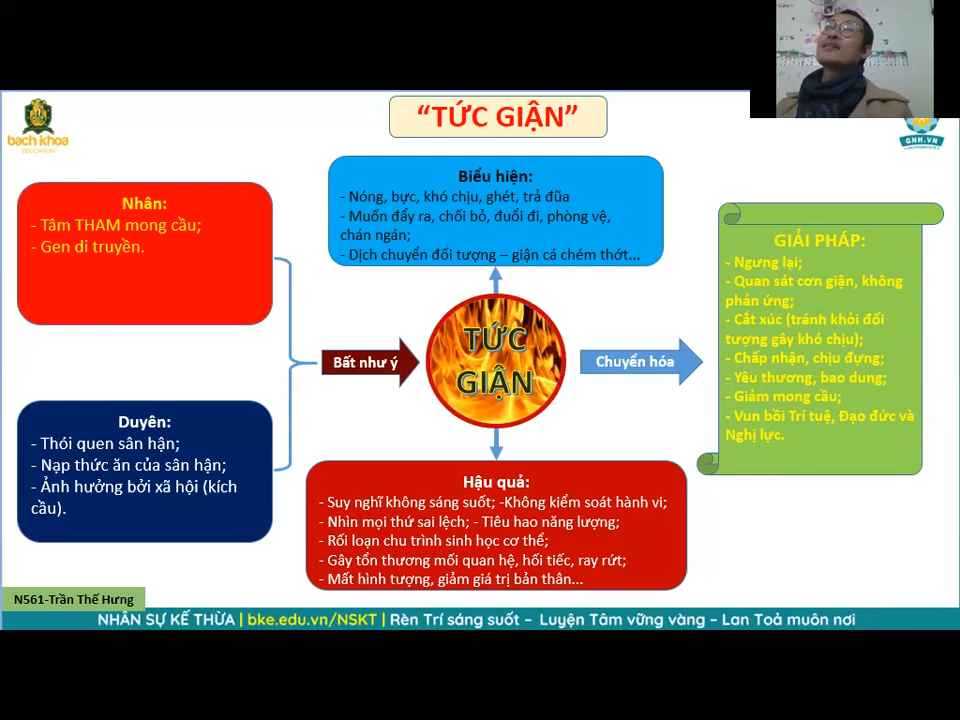 bach khoa
EDUCATION
"TỨC GIẬN"
GNH.VN
Nhân:
- Tâm THAM mong cầu;
- Gen di truyền.
Biểu hiện:
- Nóng, bực, khó chịu, ghét, trả đũa
- Muốn đẩy ra, chối bỏ, đuổi đi, phòng vệ,
chán ngán;
- Dịch chuyển đối tượng – giận cá chém thớt...
GIẢI PHÁP:
- Ngưng lại;
- Quan sát cơn giận, không
phản ứng;
- Cắt xúc (tránh khỏi đối
tượng gây khó chịu);
- Chấp nhận, chịu đựng;
- Yêu thương, bao dung;
- Giảm mong cầu;
- Vun bồi Trí tuệ, Đạo đức và
Nghị lực.
Bất như ý
TỨC
GIẬN
Chuyển hóa
Duyên:
- Thói quen sân hận;
- Nạp thức ăn của sân hận;
- Ảnh hưởng bởi xã hội (kích
cầu).
Hậu quả:
- Suy nghĩ không sáng suốt; -Không kiểm soát hành vi;
- Nhìn mọi thứ sai lệch; - Tiêu hao năng lượng;
- Rối loạn chu trình sinh học cơ thể;
- Gây tổn thương mối quan hệ, hối tiếc, ray rứt;
- Mất hình tượng, giảm giá trị bản thân...
N561-Trần Thế Hưng
NHÂN SỰ KẾ THỪA | bke.edu.vn/NSKT | Rèn Trí sáng suốt – Luyện Tâm vững vàng – Lan Toả muôn nơi